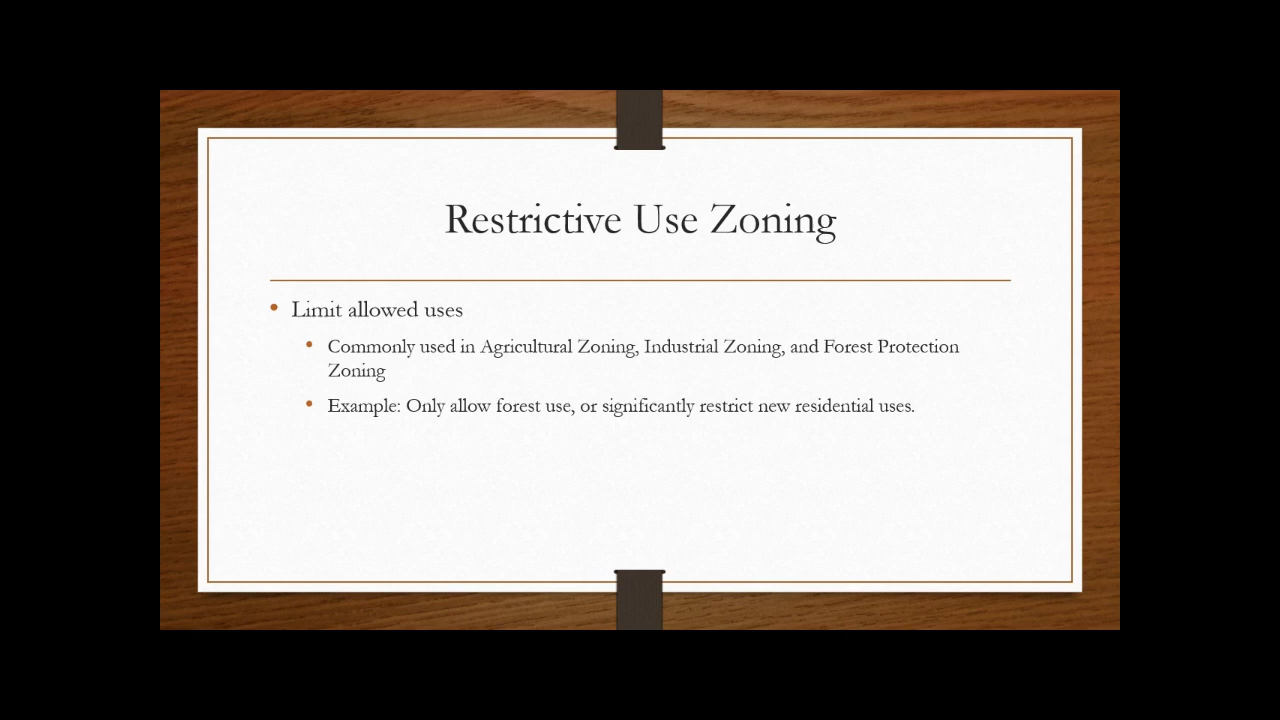 Restrictive Use Zoning
• Limit allowed uses
• Commonly used in Agricultural Zoning, Industrial Zoning, and Forest Protection
Zoning
• Example: Only allow forest use, or significantly restrict new residential uses.